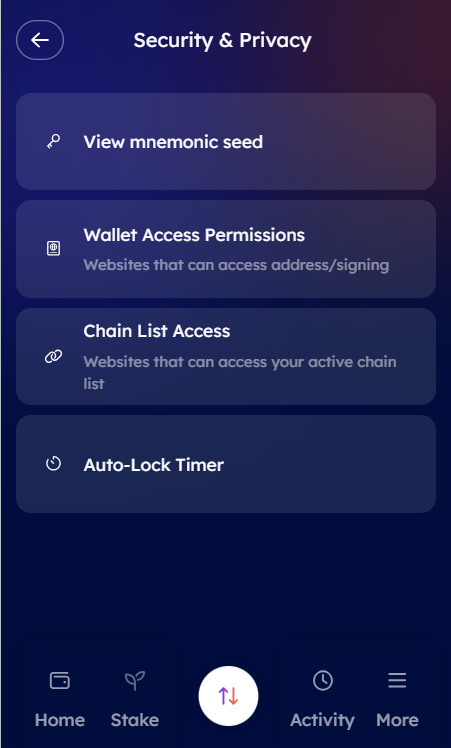 Security & Privacy
View mnemonic seed
Wallet Access Permissions
Websites that can access address/signing
Chain List Access
Websites that can access your active chain
list
Auto-Lock Timer
Home Stake Activity More